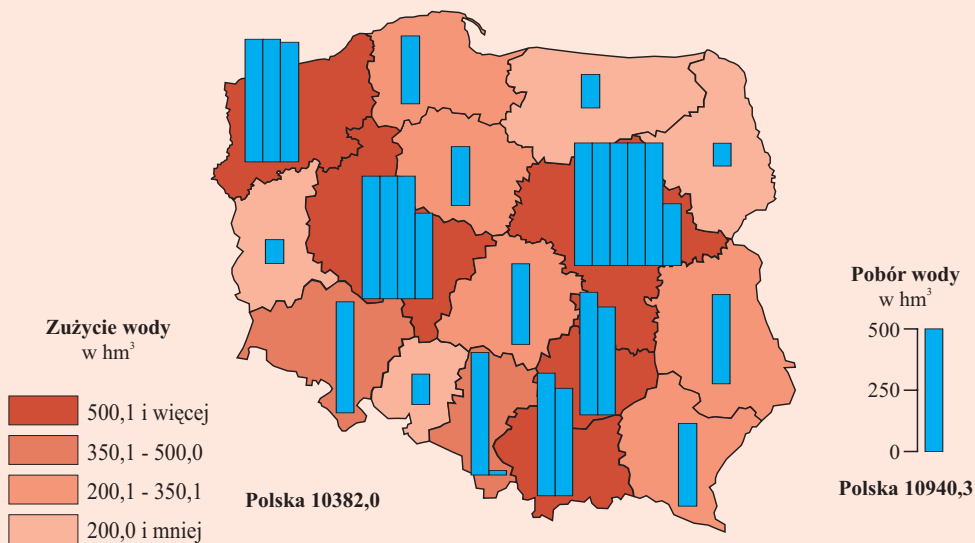 Zużycie wody
w hm³
500,1 i więcej
350,1 - 500,0
200,1 - 350,1
200,0 i mniej
Polska 10382,0
Pobór wody
w hm³
500
250
0
Polska 10940,3